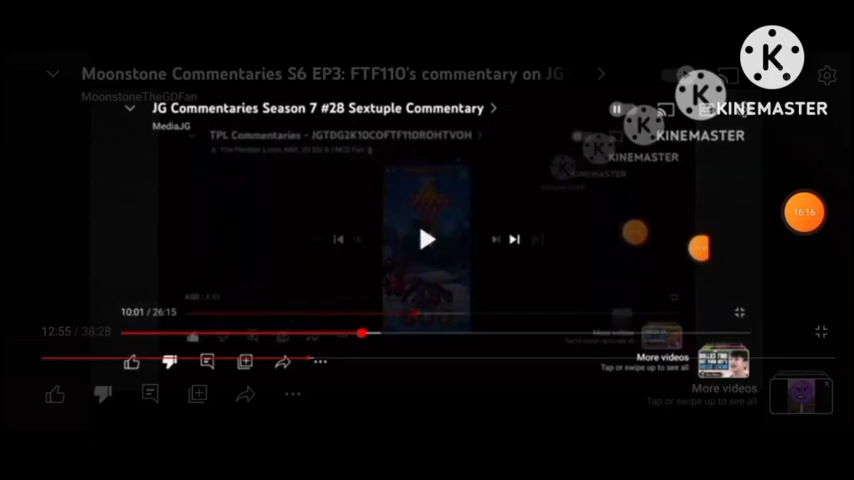 Moonstone Commentaries S6 EP3: FTF110's commentary on JG
MoonstoneTheGDFan
JG Commentaries Season 7 #28 Sextuple Commentary
MediaJG
KINEMASTER
KINEMASTER
KINEMASTER
KINEMASTER
TPL Commentaries - JGTDG2K10COFTF110ROHTVOH
16:16
10:01 / 26:15
12:55 / 38:28
More videos
Tap or swipe up to see all
More videos
Tap or swipe up to see all